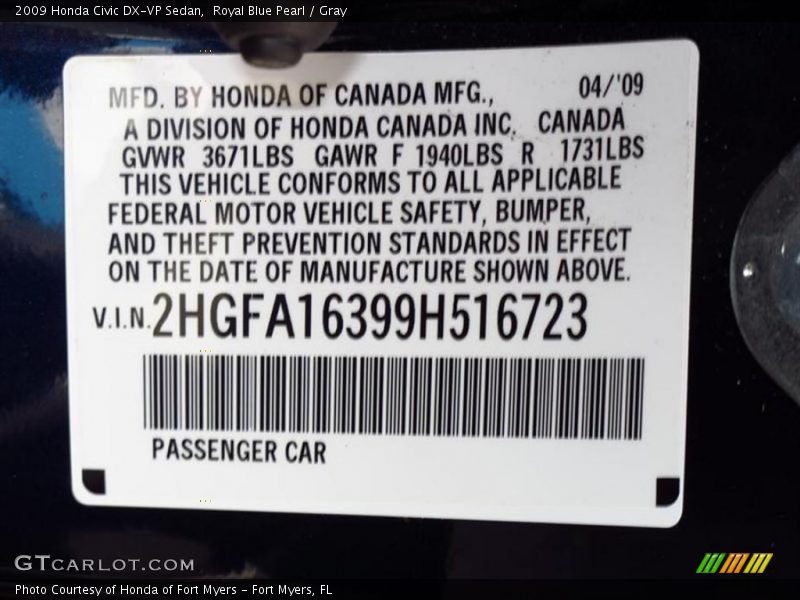 2009 Honda Civic DX-VP Sedan, Royal Blue Pearl / Gray
MFD. BY HONDA OF CANADA MFG., 04/'09
A DIVISION OF HONDA CANADA INC. CANADA
GVWR 3671LBS GAWR F 1940LBS R 1731LBS
THIS VEHICLE CONFORMS TO ALL APPLICABLE
FEDERAL MOTOR VEHICLE SAFETY, BUMPER,
AND THEFT PREVENTION STANDARDS IN EFFECT
ON THE DATE OF MANUFACTURE SHOWN ABOVE.
V.I.N. 2HGFA16399H516723
PASSENGER CAR
GTCARLOT.COM
Photo Courtesy of Honda of Fort Myers - Fort Myers, FL